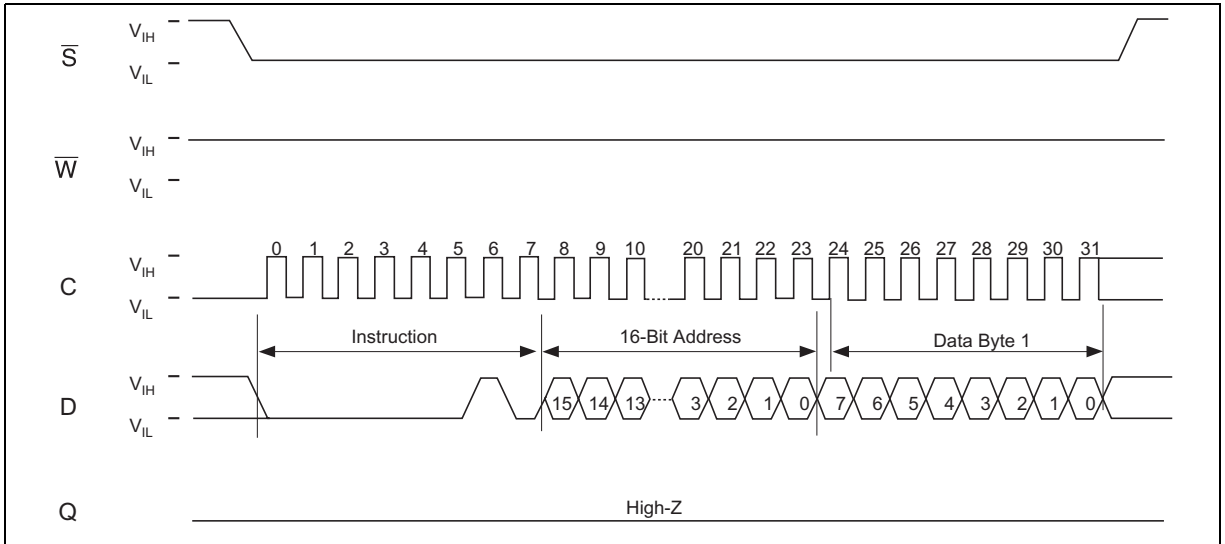 V_IH
S̅
V_IL
V_IH
W̅
V_IL
0 1 2 3 4 5 6 7 8 9 10 20 21 22 23 24 25 26 27 28 29 30 31
V_IH
C
V_IL
Instruction 16-Bit Address Data Byte 1
V_IH
D 15 14 13 3 2 1 0 7 6 5 4 3 2 1 0
V_IL
Q High-Z